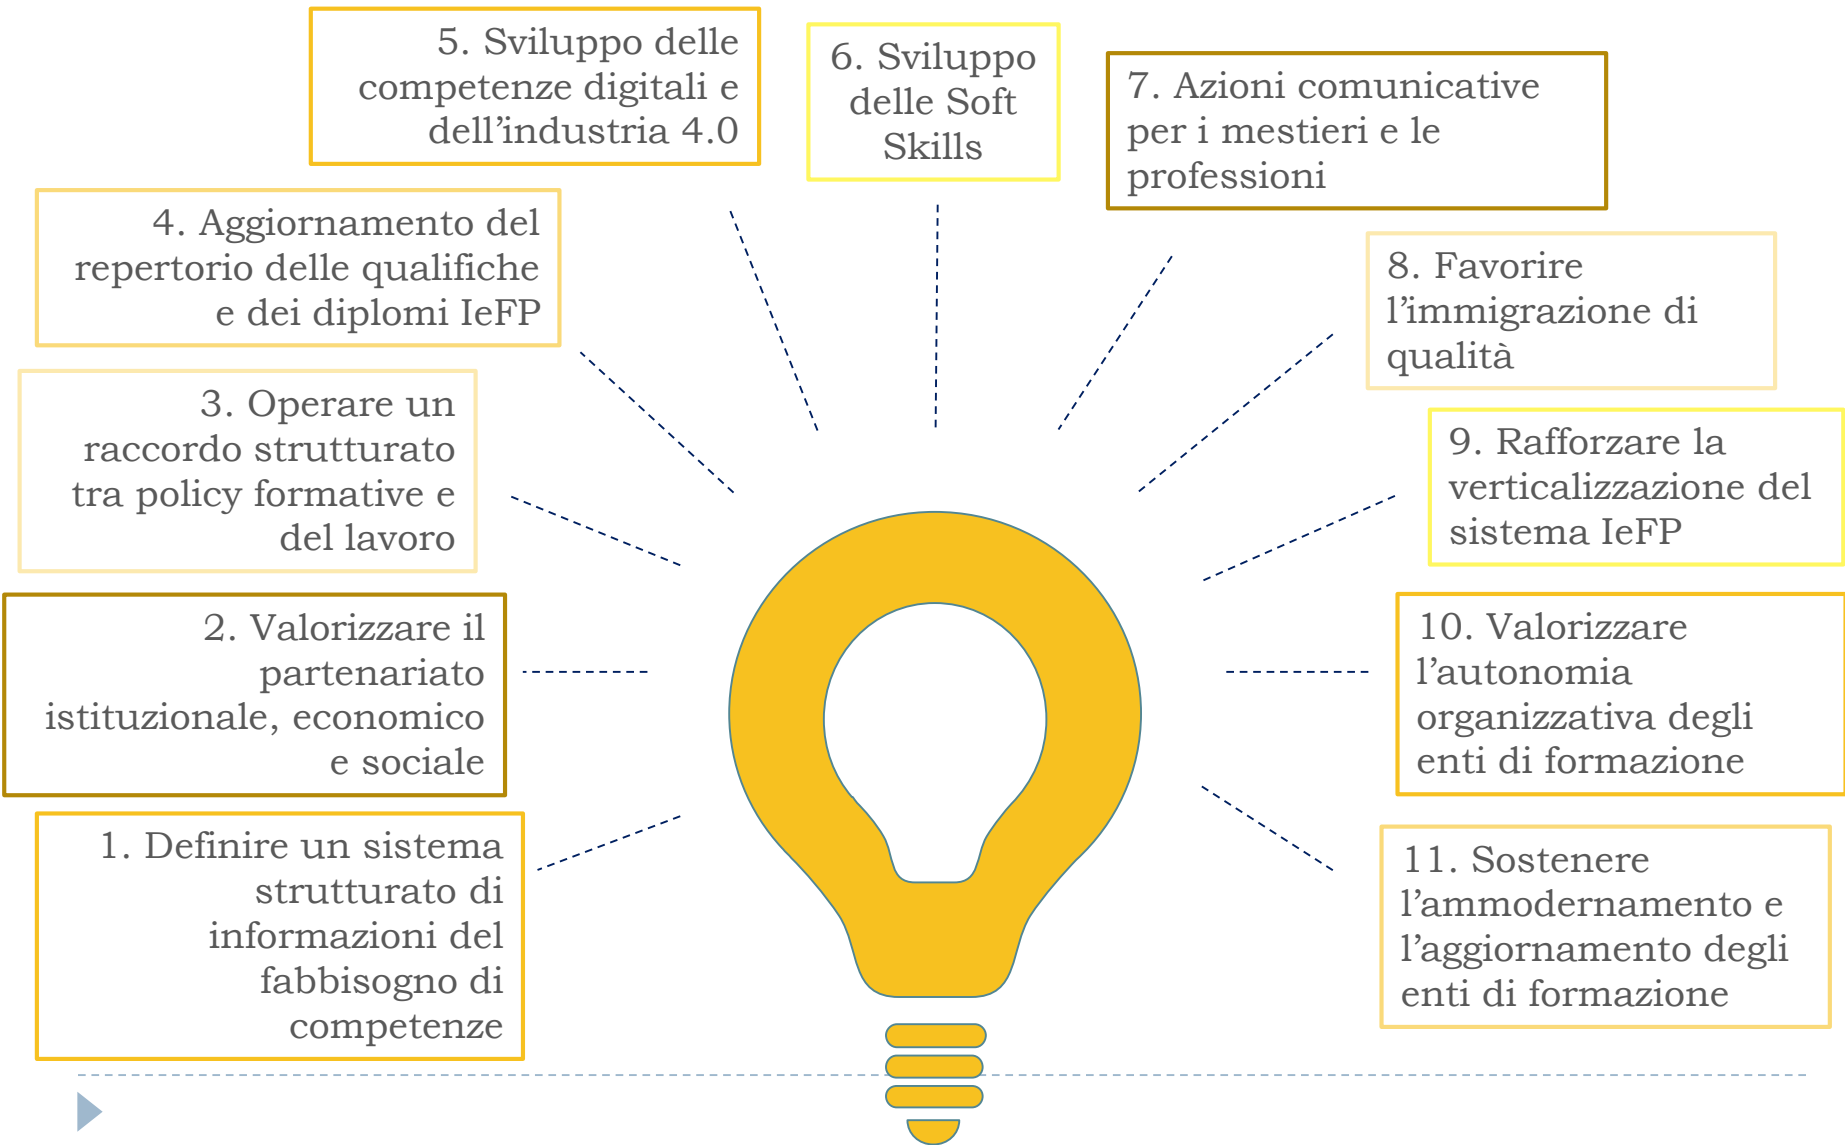 5. Sviluppo delle
competenze digitali e
dell’industria 4.0
6. Sviluppo
delle Soft
Skills
7. Azioni comunicative
per i mestieri e le
professioni
4. Aggiornamento del
repertorio delle qualifiche
e dei diplomi IeFP
8. Favorire
l’immigrazione di
qualità
3. Operare un
raccordo strutturato
tra policy formative e
del lavoro
9. Rafforzare la
verticalizzazione del
sistema IeFP
2. Valorizzare il
partenariato
istituzionale, economico
e sociale
10. Valorizzare
l’autonomia
organizzativa degli
enti di formazione
1. Definire un sistema
strutturato di
informazioni del
fabbisogno di
competenze
11. Sostenere
l’ammodernamento e
l’aggiornamento degli
enti di formazione